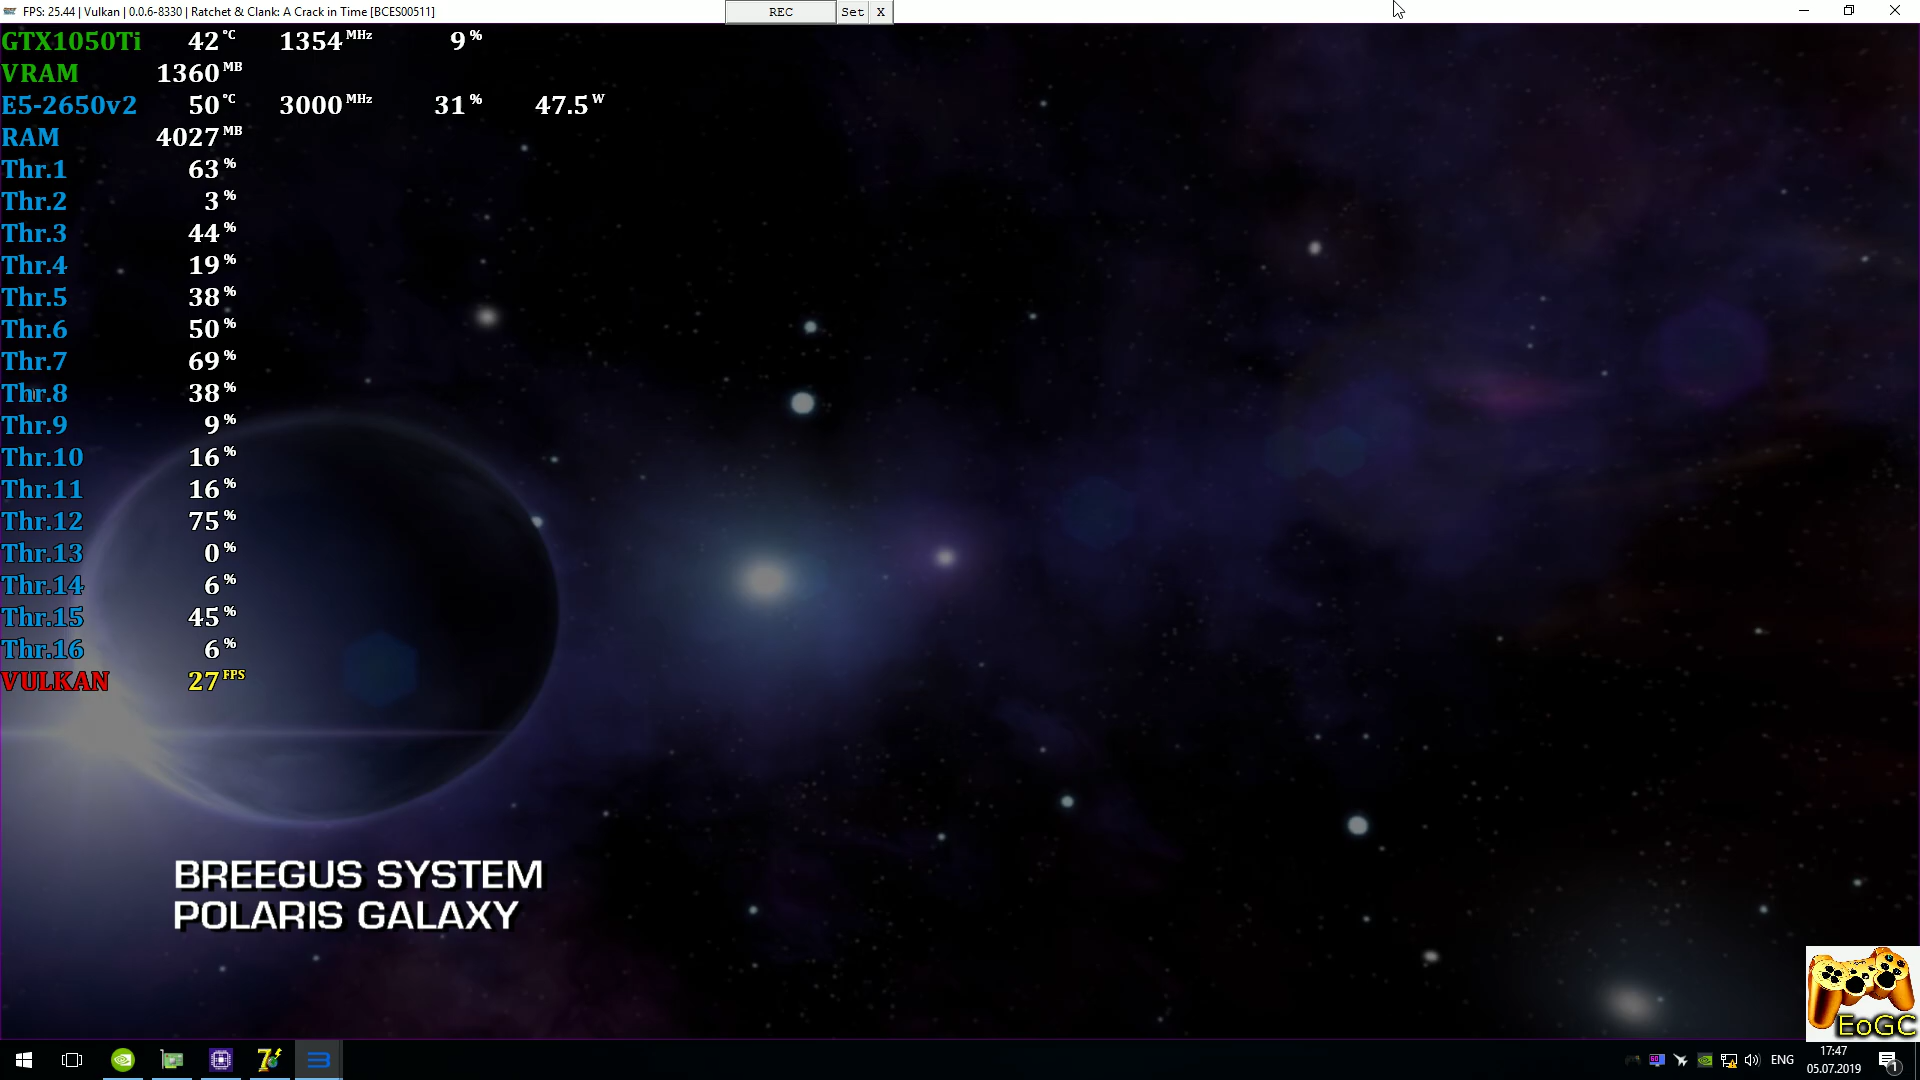 FPS: 25.44 | Vulkan | 0.0.6-8330 | Ratchet & Clank: A Crack in Time [BCES00511]
REC Set X
GTX1050Ti 42 °C 1354 MHz 9 %
VRAM 1360 MB
E5-2650v2 50 °C 3000 MHz 31 % 47.5 W
RAM 4027 MB
Thr.1 63 %
Thr.2 3 %
Thr.3 44 %
Thr.4 19 %
Thr.5 38 %
Thr.6 50 %
Thr.7 69 %
Thr.8 38 %
Thr.9 9 %
Thr.10 16 %
Thr.11 16 %
Thr.12 75 %
Thr.13 0 %
Thr.14 6 %
Thr.15 45 %
Thr.16 6 %
VULKAN 27 FPS
BREEGUS SYSTEM
POLARIS GALAXY
EoGC
60
ENG
17:47
05.07.2019
1